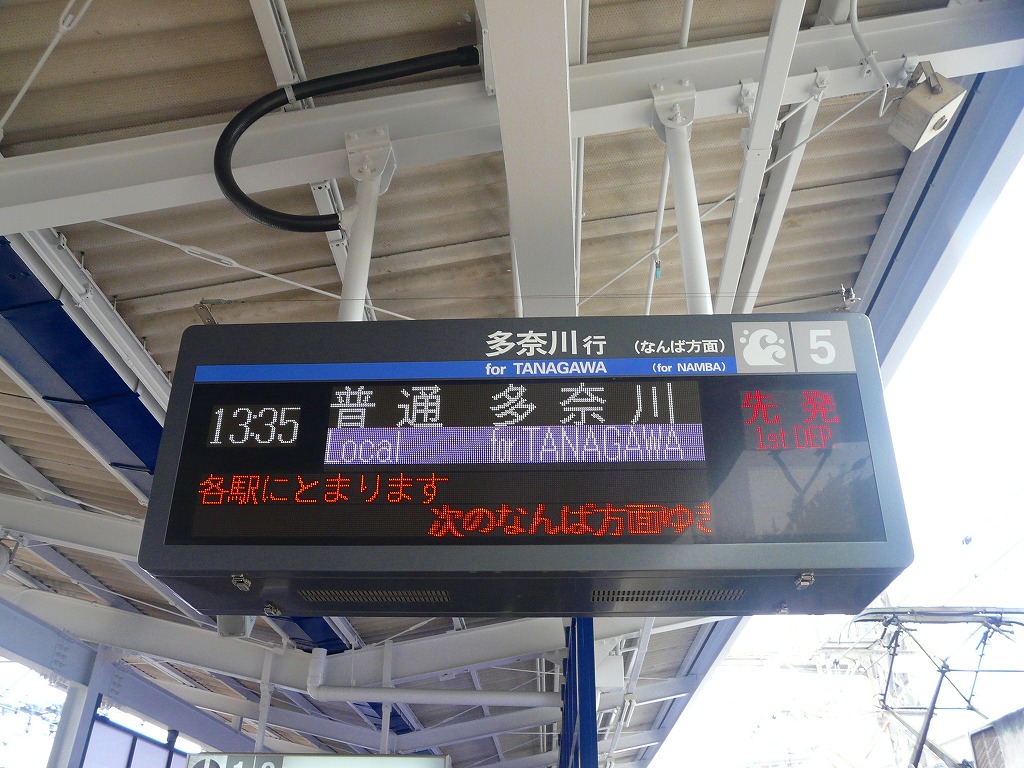 多奈川行 (なんば方面) 5
for TANAGAWA (for NAMBA)
13:35 普通 多奈川 先発
Local for TANAGAWA 1st DEP
各駅にとまります
次のなんば方面ゆき
1 2